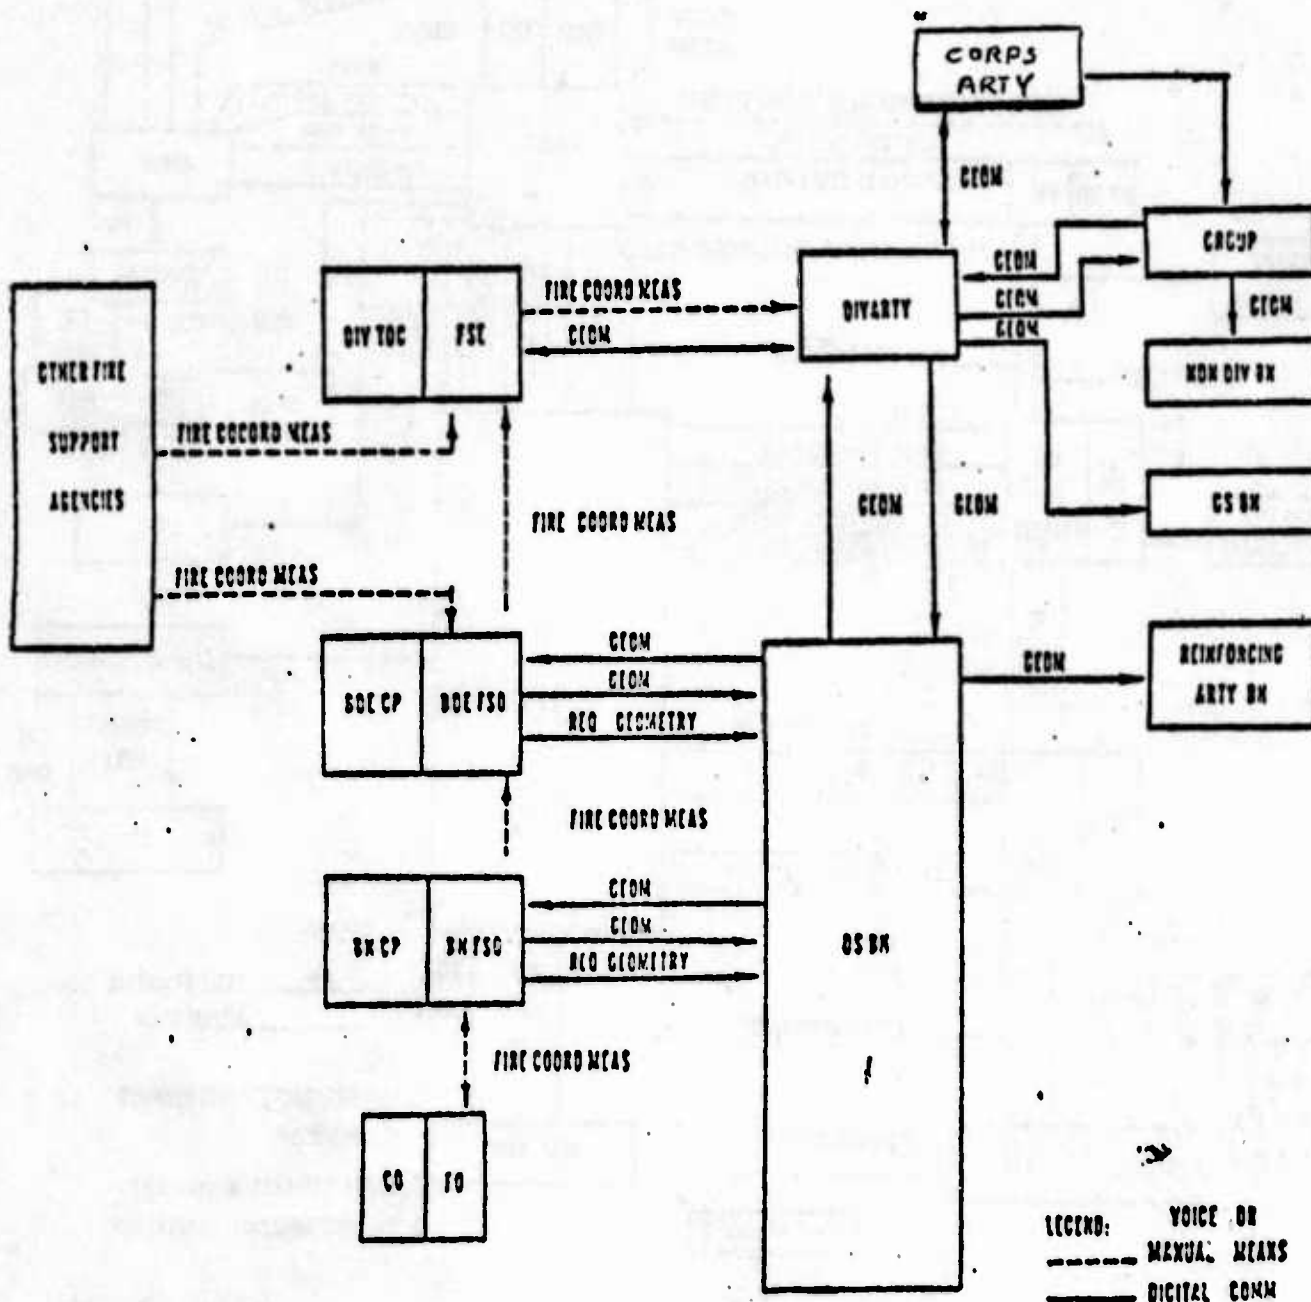 CORPS
ARTY
GEOM
GROUP
GEOM
GEOM
GEOM
GEOM
NON DIV BN
GS BN
REINFORCING
ARTY BN
GEOM
DIVARTY
FIRE COORD MEAS
GEOM
DIV TOC
FSE
OTHER FIRE
SUPPORT
AGENCIES
FIRE COCORD MEAS
FIRE COORD MEAS
FIRE COORD MEAS
GEOM
GEOM
BDE CP
BDE FSO
GEOM
GEOM
REQ GEOMETRY
FIRE COORD MEAS
BN CP
BN FSO
GEOM
GEOM
REQ GEOMETRY
DS BN
FIRE COORD MEAS
CO
FO
LEGEND:
VOICE OR
MANUAL MEANS
DIGITAL COMM